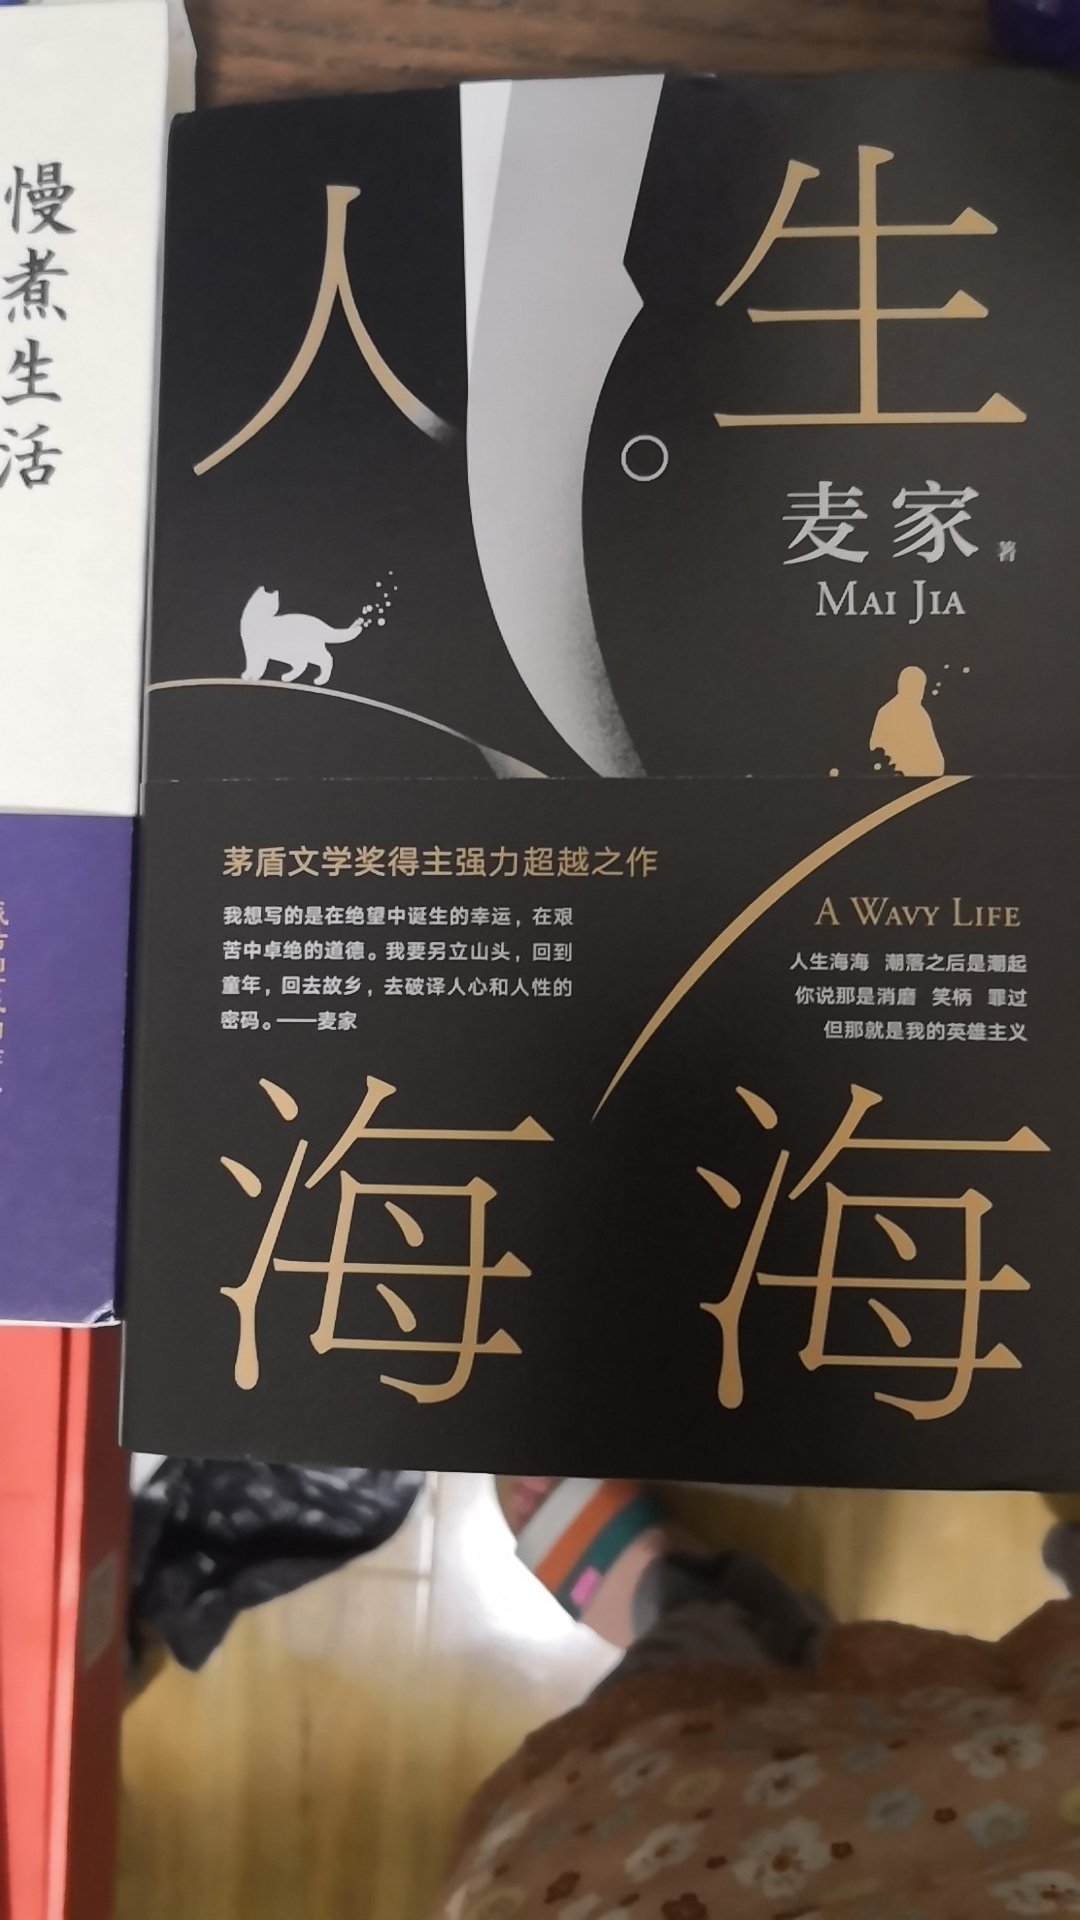 慢煮生活
人生
麦家 著
MAI JIA
茅盾文学奖得主强力超越之作
我想写的是在绝望中诞生的幸运，在艰
苦中卓绝的道德。我要另立山头，回到
童年，回去故乡，去破译人心和人性的
密码。——麦家
A WAVY LIFE
人生海海 潮落之后是潮起
你说那是消磨 笑柄 罪过
但那就是我的英雄主义
海海